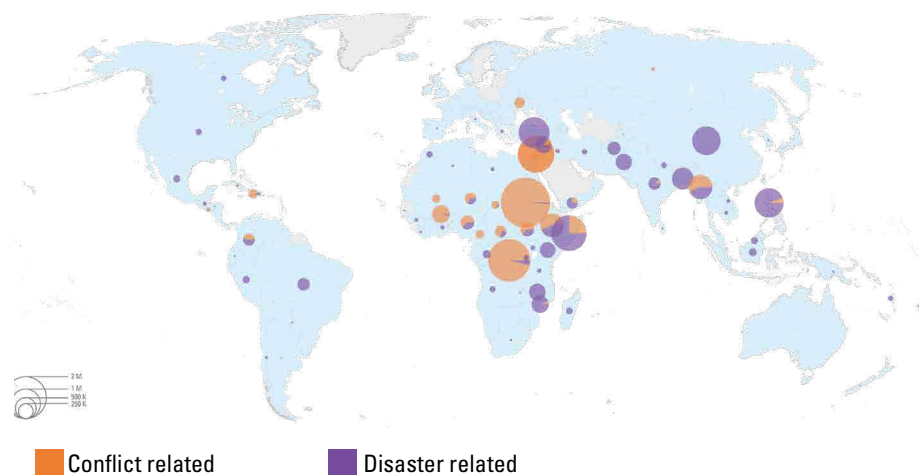 2 M
1 M
500 K
250 K
Conflict related
Disaster related